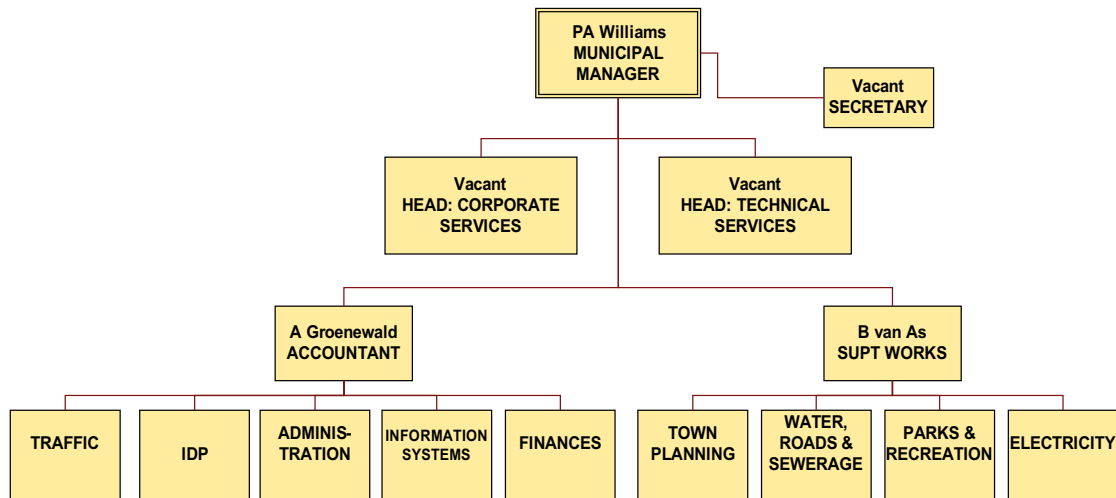 PA Williams
MUNICIPAL
MANAGER
Vacant
SECRETARY
Vacant
HEAD: CORPORATE
SERVICES
Vacant
HEAD: TECHNICAL
SERVICES
A Groenewald
ACCOUNTANT
B van As
SUPT WORKS
TRAFFIC
IDP
ADMINIS-
TRATION
INFORMATION
SYSTEMS
FINANCES
TOWN
PLANNING
WATER,
ROADS &
SEWERAGE
PARKS &
RECREATION
ELECTRICITY